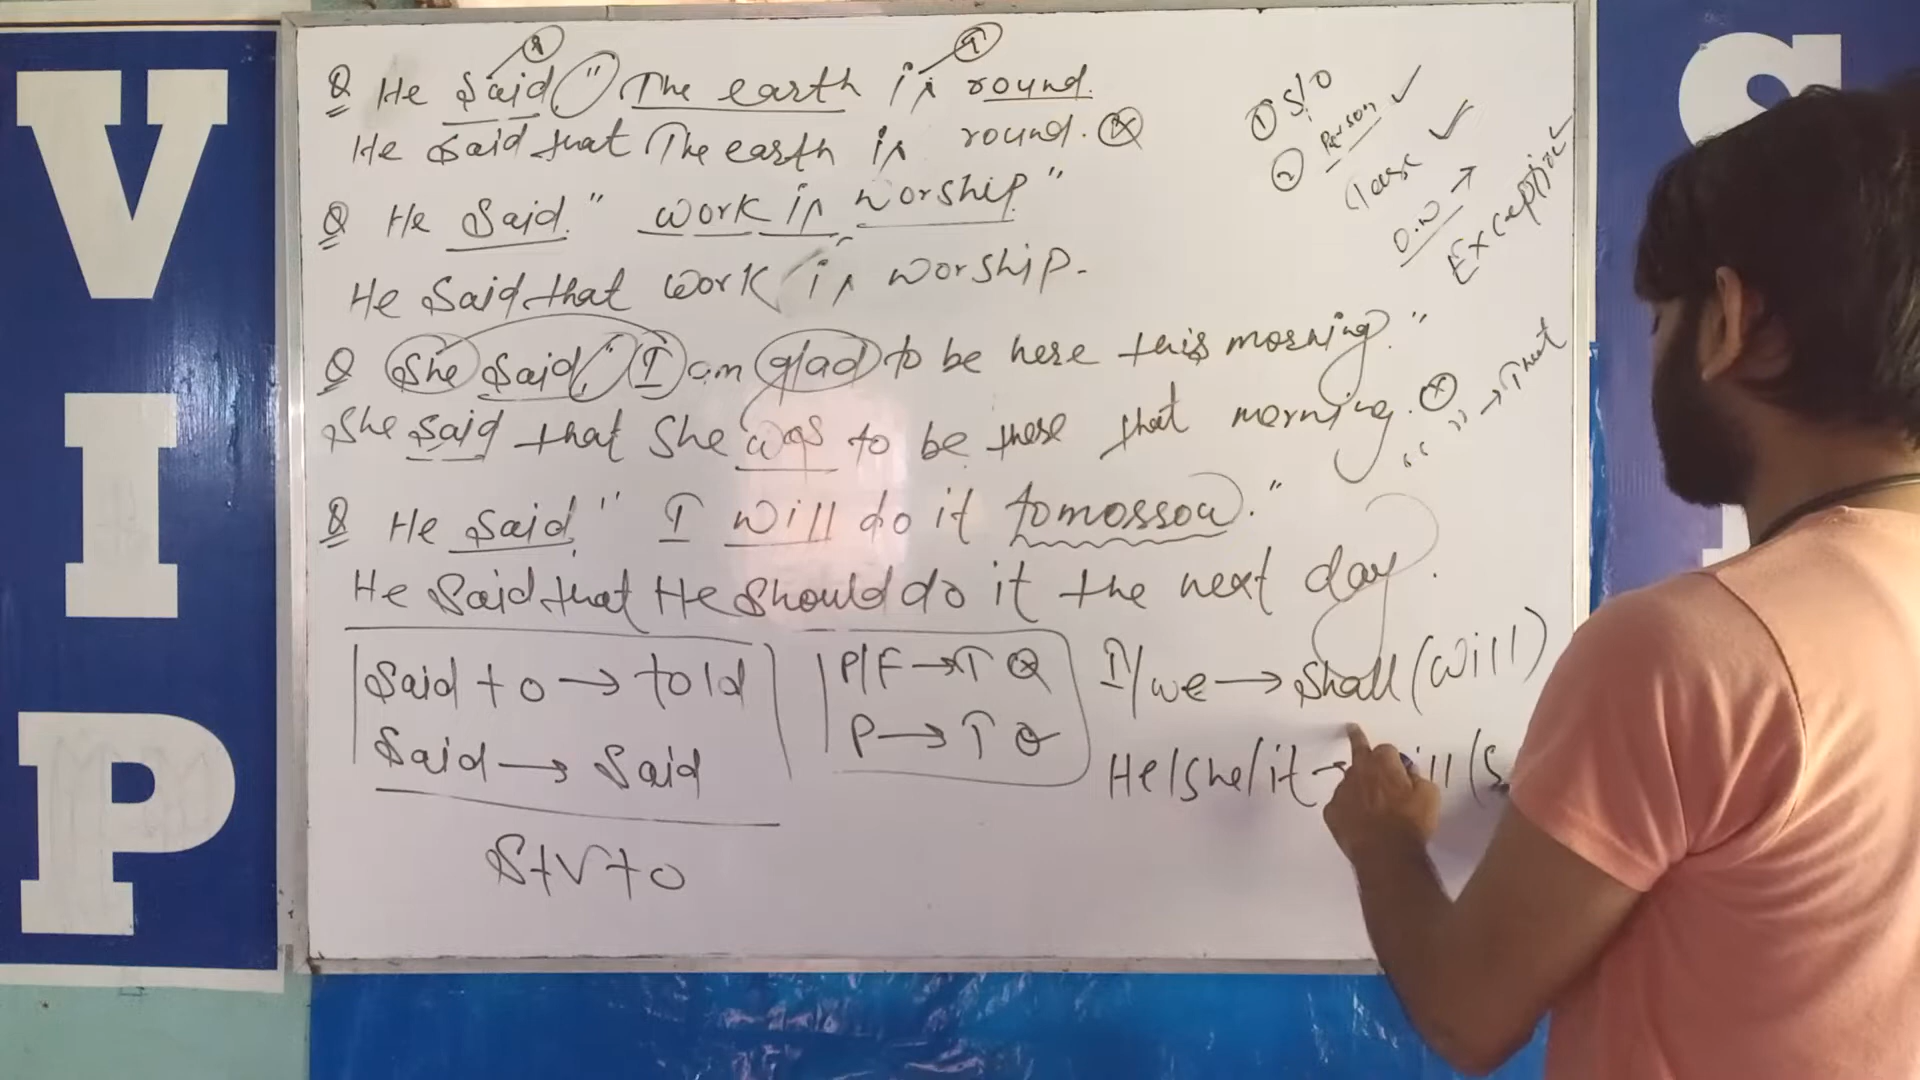 VIP
S
Q He Said," The earth is round.
He Said that The earth is round.
Q He Said." work is worship"
He Said that work is worship.
Q She Said," I am glad to be here this morning."
She said that She was to be there that morning.
Q He Said," I will do it tomorrow."
He Said that He Should do it the next day.
Said + o → told
Said → Said
S+V+o
P/F → T Q
P → T Q
I/we → Shall (Will)
He/she/it → will (S
① S/O
② Person ✓
✓
O.W →
Exception ✓
" " → That